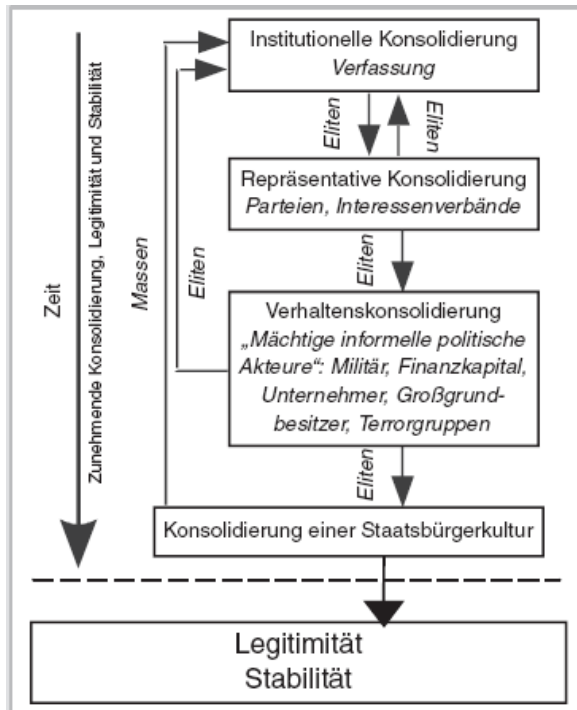 Institutionelle Konsolidierung
Verfassung
Eliten
Eliten
Repräsentative Konsolidierung
Parteien, Interessenverbände
Eliten
Verhaltenskonsolidierung
„Mächtige informelle politische
Akteure“: Militär, Finanzkapital,
Unternehmer, Großgrund-
besitzer, Terrorgruppen
Eliten
Konsolidierung einer Staatsbürgerkultur
Zeit
Zunehmende Konsolidierung, Legitimität und Stabilität
Massen
Eliten
Legitimität
Stabilität